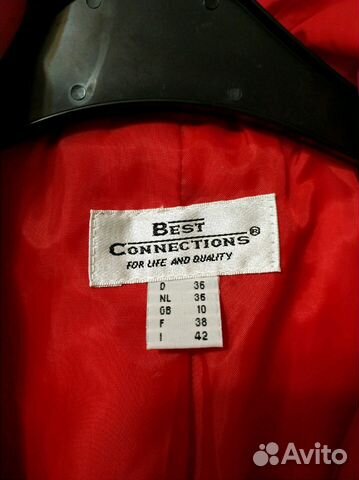 BEST
CONNECTIONS®
FOR LIFE AND QUALITY
D 36
NL 36
GB 10
F 38
I 42
Avito